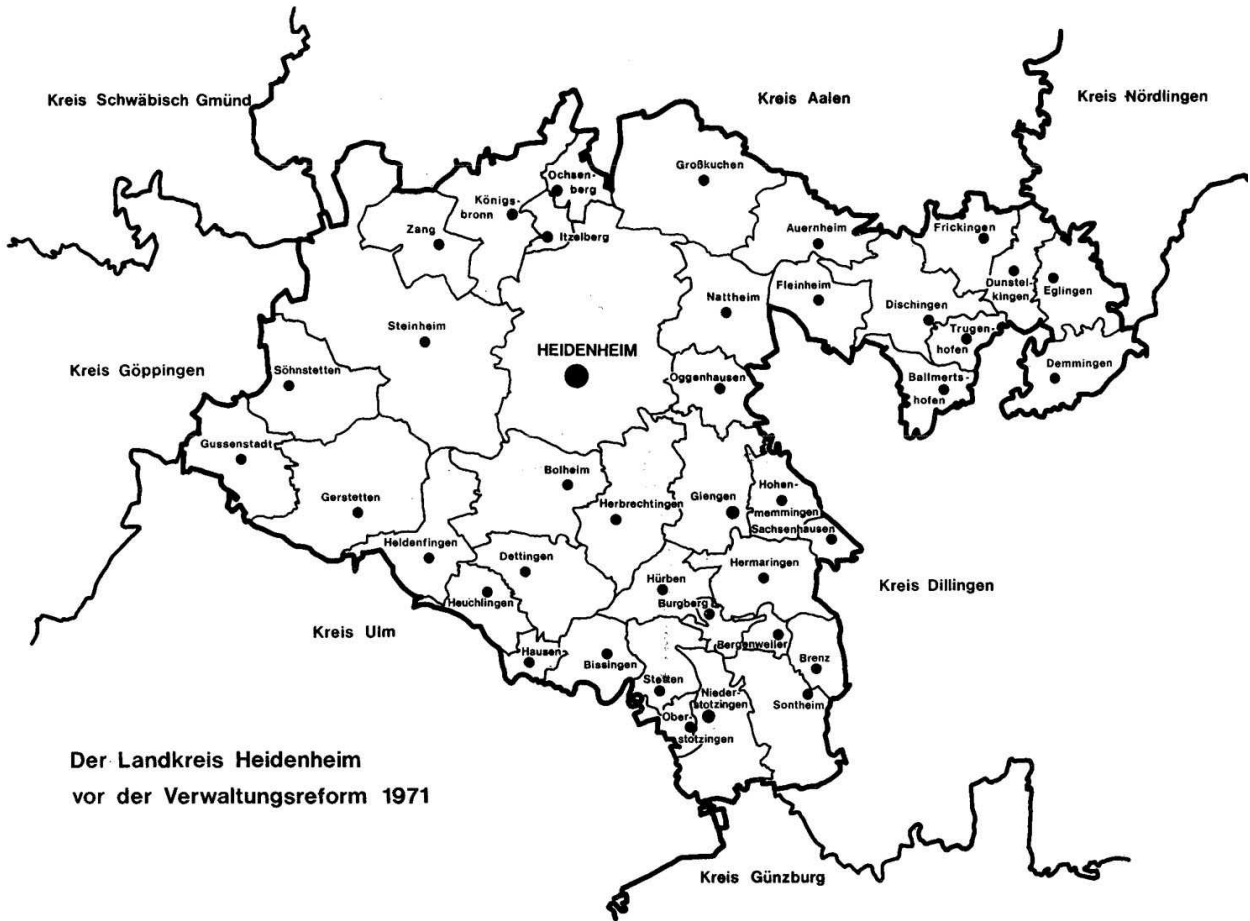 Kreis Schwäbisch Gmünd
Kreis Aalen
Kreis Nördlingen
Großkuchen
Ochsen-
berg
Königs-
bronn
Zang
Itzelberg
Auernheim
Frickingen
Dunstel-
kingen
Eglingen
Nattheim
Fleinheim
Dischingen
Trugen-
hofen
Steinheim
HEIDENHEIM
Kreis Göppingen
Söhnstetten
Oggenhausen
Ballmerts-
hofen
Demmingen
Gussenstadt
Gerstetten
Bolheim
Herbrechtingen
Giengen
Hohen-
memmingen
Sachsenhausen
Heldenfingen
Dettingen
Hermaringen
Hürben
Burgberg
Kreis Dillingen
Heuchlingen
Kreis Ulm
Hausen
Bissingen
Bergenweiler
Brenz
Stetten
Nieder-
stotzingen
Sontheim
Ober-
stotzingen
Der Landkreis Heidenheim
vor der Verwaltungsreform 1971
Kreis Günzburg